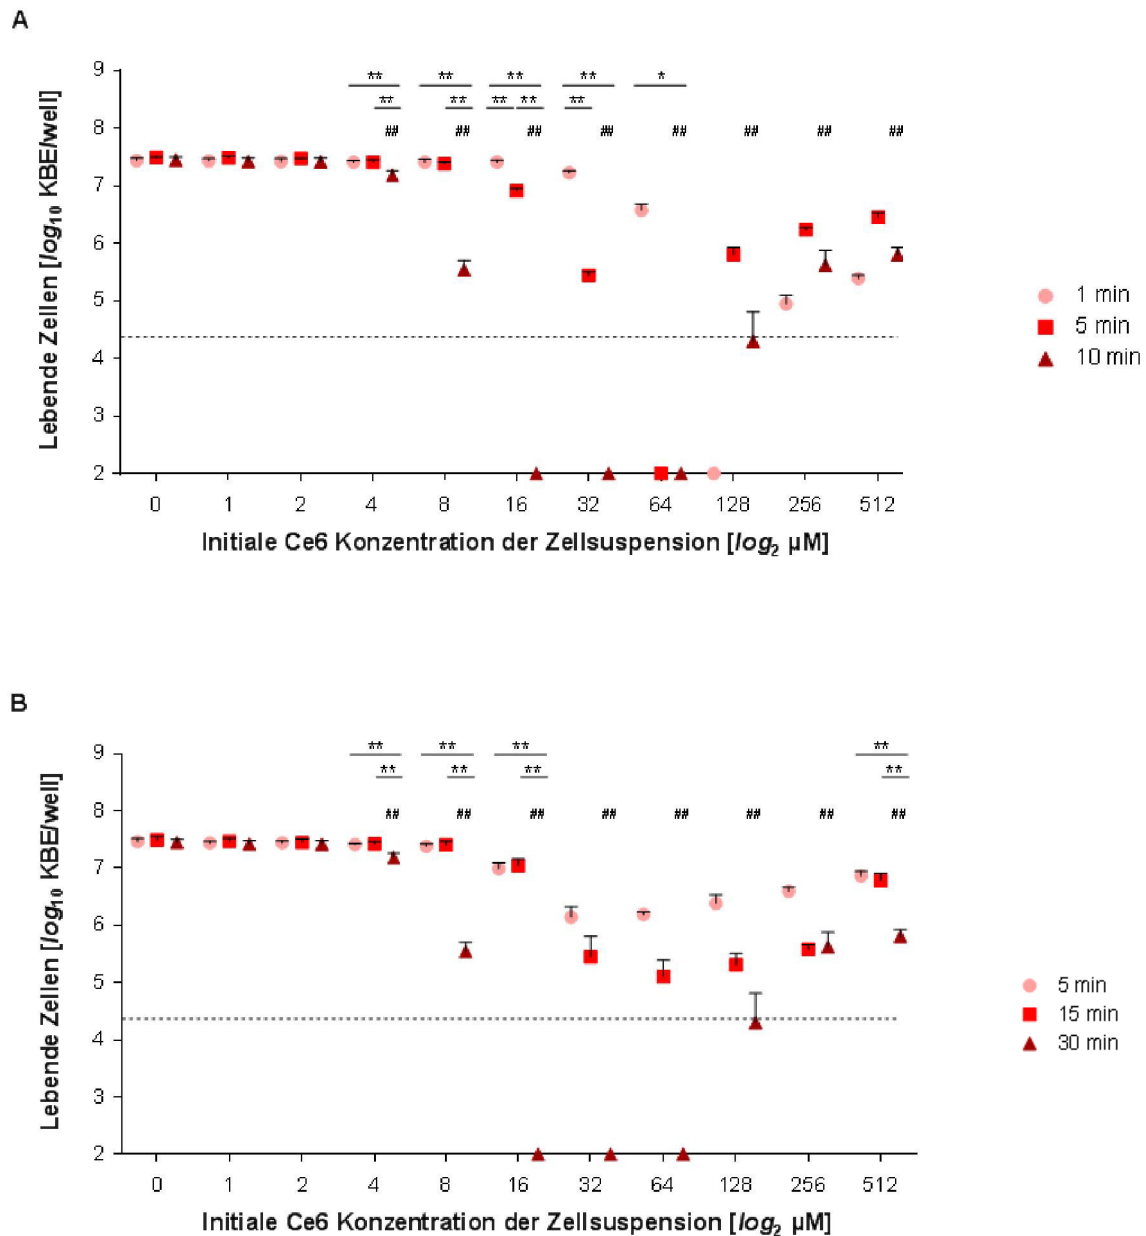 A
** ** ** ** *
** ** ** ** **
## ## ## ## ## ## ## ##
9
8
7
6
5
4
3
2
Lebende Zellen [log10 KBE/well]
0 1 2 4 8 16 32 64 128 256 512
Initiale Ce6 Konzentration der Zellsuspension [log2 µM]
1 min
5 min
10 min
B
** ** ** **
** ** ** **
## ## ## ## ## ## ## ##
9
8
7
6
5
4
3
2
Lebende Zellen [log10 KBE/well]
0 1 2 4 8 16 32 64 128 256 512
Initiale Ce6 Konzentration der Zellsuspension [log2 µM]
5 min
15 min
30 min